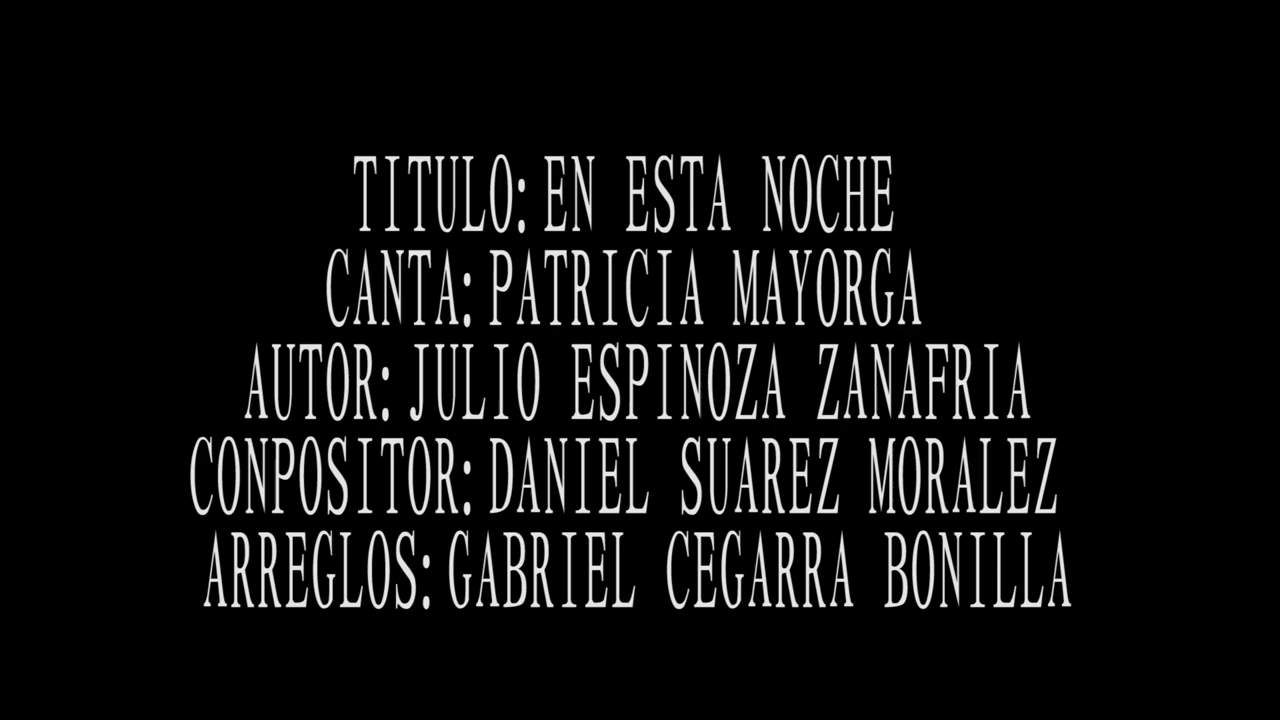 TITULO: EN ESTA NOCHE
CANTA: PATRICIA MAYORGA
AUTOR: JULIO ESPINOZA ZANAFRIA
CONPOSITOR: DANIEL SUAREZ MORALEZ
ARREGLOS: GABRIEL CEGARRA BONILLA